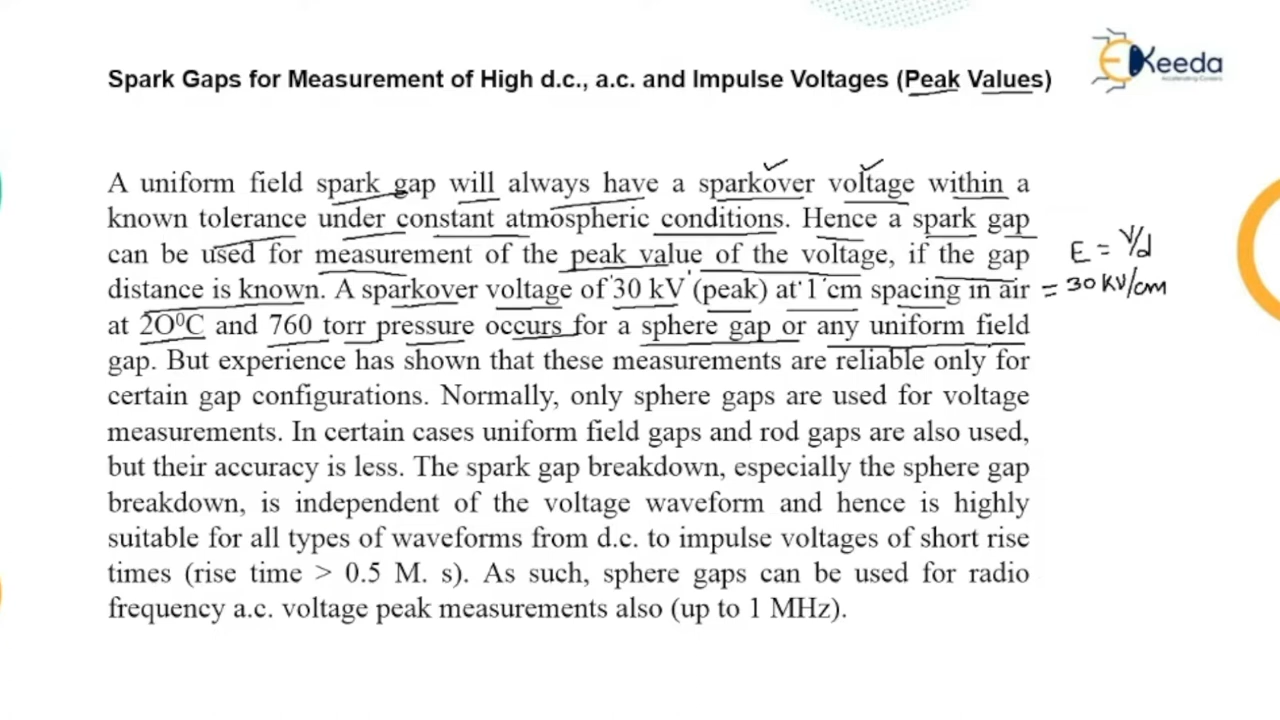 Keeda
Accelerating Careers
Spark Gaps for Measurement of High d.c., a.c. and Impulse Voltages (Peak Values)
A uniform field spark gap will always have a sparkover voltage within a
known tolerance under constant atmospheric conditions. Hence a spark gap
can be used for measurement of the peak value of the voltage, if the gap
E = V/d
distance is known. A sparkover voltage of 30 kV (peak) at 1 cm spacing in air
= 30 kV/cm
at 2O⁰C and 760 torr pressure occurs for a sphere gap or any uniform field
gap. But experience has shown that these measurements are reliable only for
certain gap configurations. Normally, only sphere gaps are used for voltage
measurements. In certain cases uniform field gaps and rod gaps are also used,
but their accuracy is less. The spark gap breakdown, especially the sphere gap
breakdown, is independent of the voltage waveform and hence is highly
suitable for all types of waveforms from d.c. to impulse voltages of short rise
times (rise time > 0.5 M. s). As such, sphere gaps can be used for radio
frequency a.c. voltage peak measurements also (up to 1 MHz).